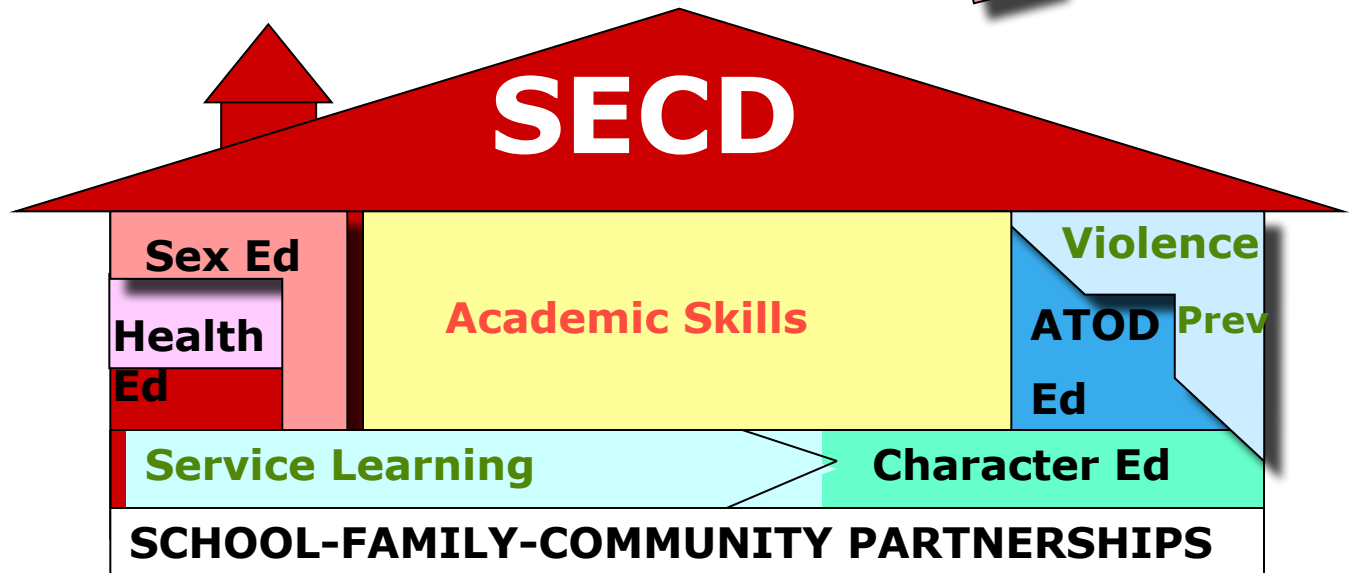 SECD
Sex Ed
Health
Ed
Academic Skills
Violence
Prev
ATOD
Ed
Service Learning
Character Ed
SCHOOL-FAMILY-COMMUNITY PARTNERSHIPS